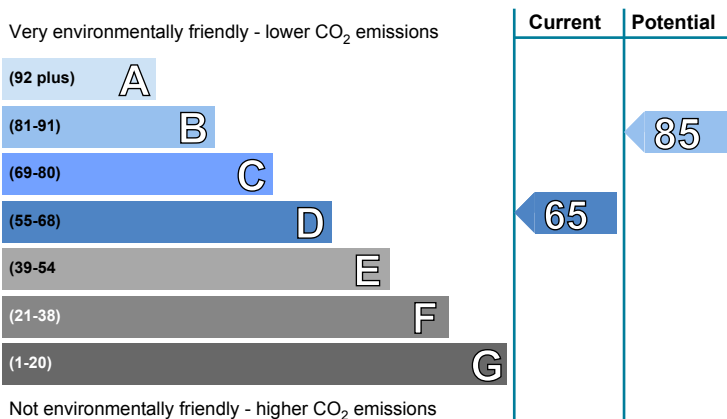 Current Potential
Very environmentally friendly - lower CO2 emissions
(92 plus) A
(81-91) B
85
(69-80) C
(55-68) D
65
(39-54 E
(21-38) F
(1-20) G
Not environmentally friendly - higher CO2 emissions